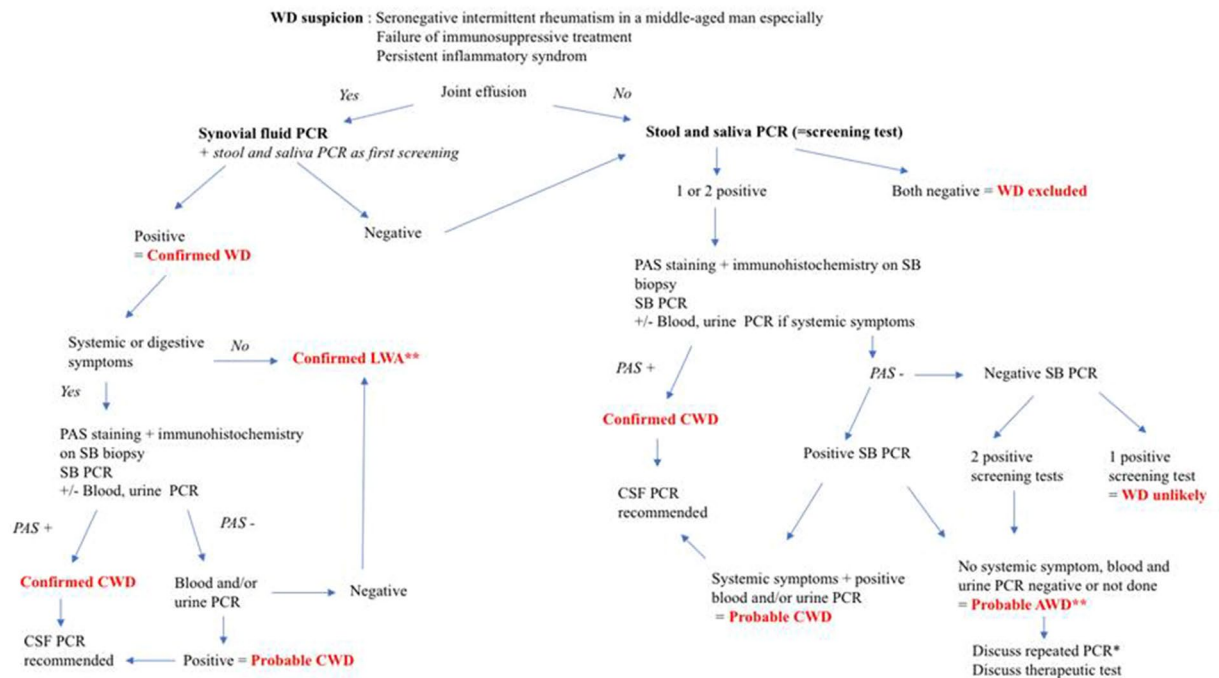 WD suspicion : Seronegative intermittent rheumatism in a middle-aged man especially
Failure of immunosuppressive treatment
Persistent inflammatory syndrom
Joint effusion
Yes
No
Synovial fluid PCR
+ stool and saliva PCR as first screening
Stool and saliva PCR (=screening test)
1 or 2 positive
Both negative = WD excluded
Positive
= Confirmed WD
Negative
PAS staining + immunohistochemistry on SB
biopsy
SB PCR
+/- Blood, urine PCR if systemic symptoms
Systemic or digestive
symptoms
No
Confirmed LWA**
Yes
PAS +
PAS -
Negative SB PCR
Confirmed CWD
PAS staining + immunohistochemistry
on SB biopsy
SB PCR
+/- Blood, urine PCR
Positive SB PCR
2 positive
screening tests
1 positive
screening test
= WD unlikely
CSF PCR
recommended
PAS +
PAS -
Confirmed CWD
Blood and/or
urine PCR
Negative
Systemic symptoms + positive
blood and/or urine PCR
= Probable CWD
No systemic symptom, blood and
urine PCR negative or not done
= Probable AWD**
CSF PCR
recommended
Positive = Probable CWD
Discuss repeated PCR*
Discuss therapeutic test